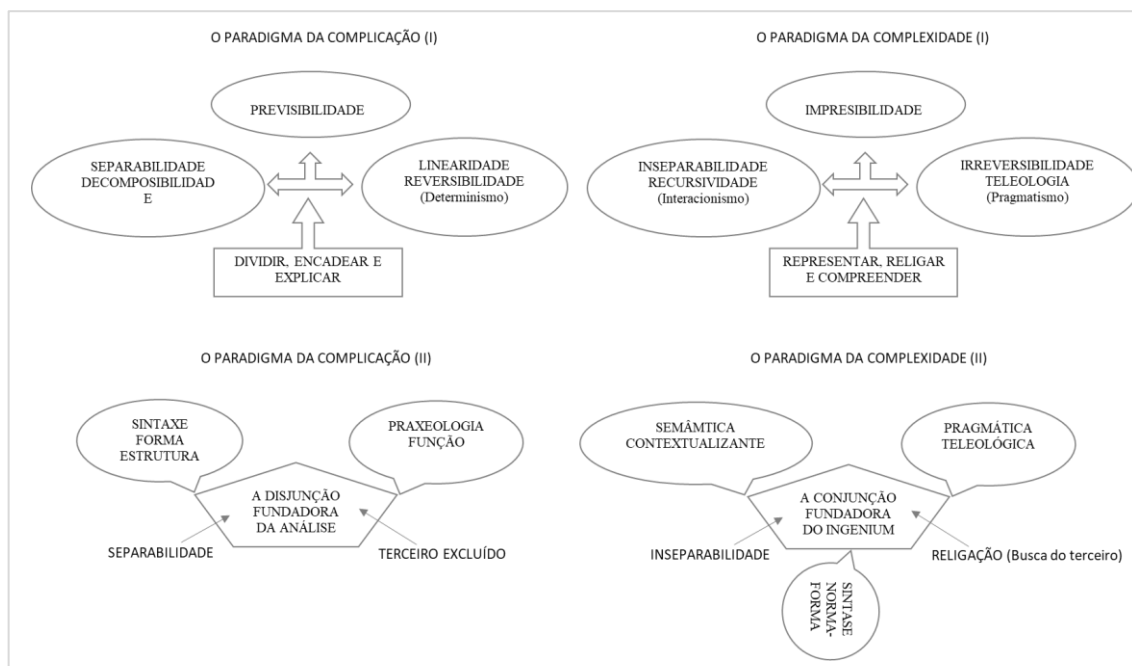 O PARADIGMA DA COMPLICAÇÃO (I)
PREVISIBILIDADE
SEPARABILIDADE
DECOMPOSIBILIDAD
E
LINEARIDADE
REVERSIBILIDADE
(Determinismo)
DIVIDIR, ENCADEAR E
EXPLICAR
O PARADIGMA DA COMPLEXIDADE (I)
IMPRESIBILIDADE
INSEPARABILIDADE
RECURSIVIDADE
(Interacionismo)
IRREVERSIBILIDADE
TELEOLOGIA
(Pragmatismo)
REPRESENTAR, RELIGAR
E COMPREENDER
O PARADIGMA DA COMPLICAÇÃO (II)
SINTAXE
FORMA
ESTRUTURA
PRAXEOLOGIA
FUNÇÃO
A DISJUNÇÃO
FUNDADORA
DA ANÁLISE
SEPARABILIDADE
TERCEIRO EXCLUÍDO
O PARADIGMA DA COMPLEXIDADE (II)
SEMÂMTICA
CONTEXTUALIZANTE
PRAGMÁTICA
TELEOLÓGICA
A CONJUNÇÃO
FUNDADORA
DO INGENIUM
INSEPARABILIDADE
RELIGAÇÃO (Busca do terceiro)
SINTASE
NORMA-
FORMA